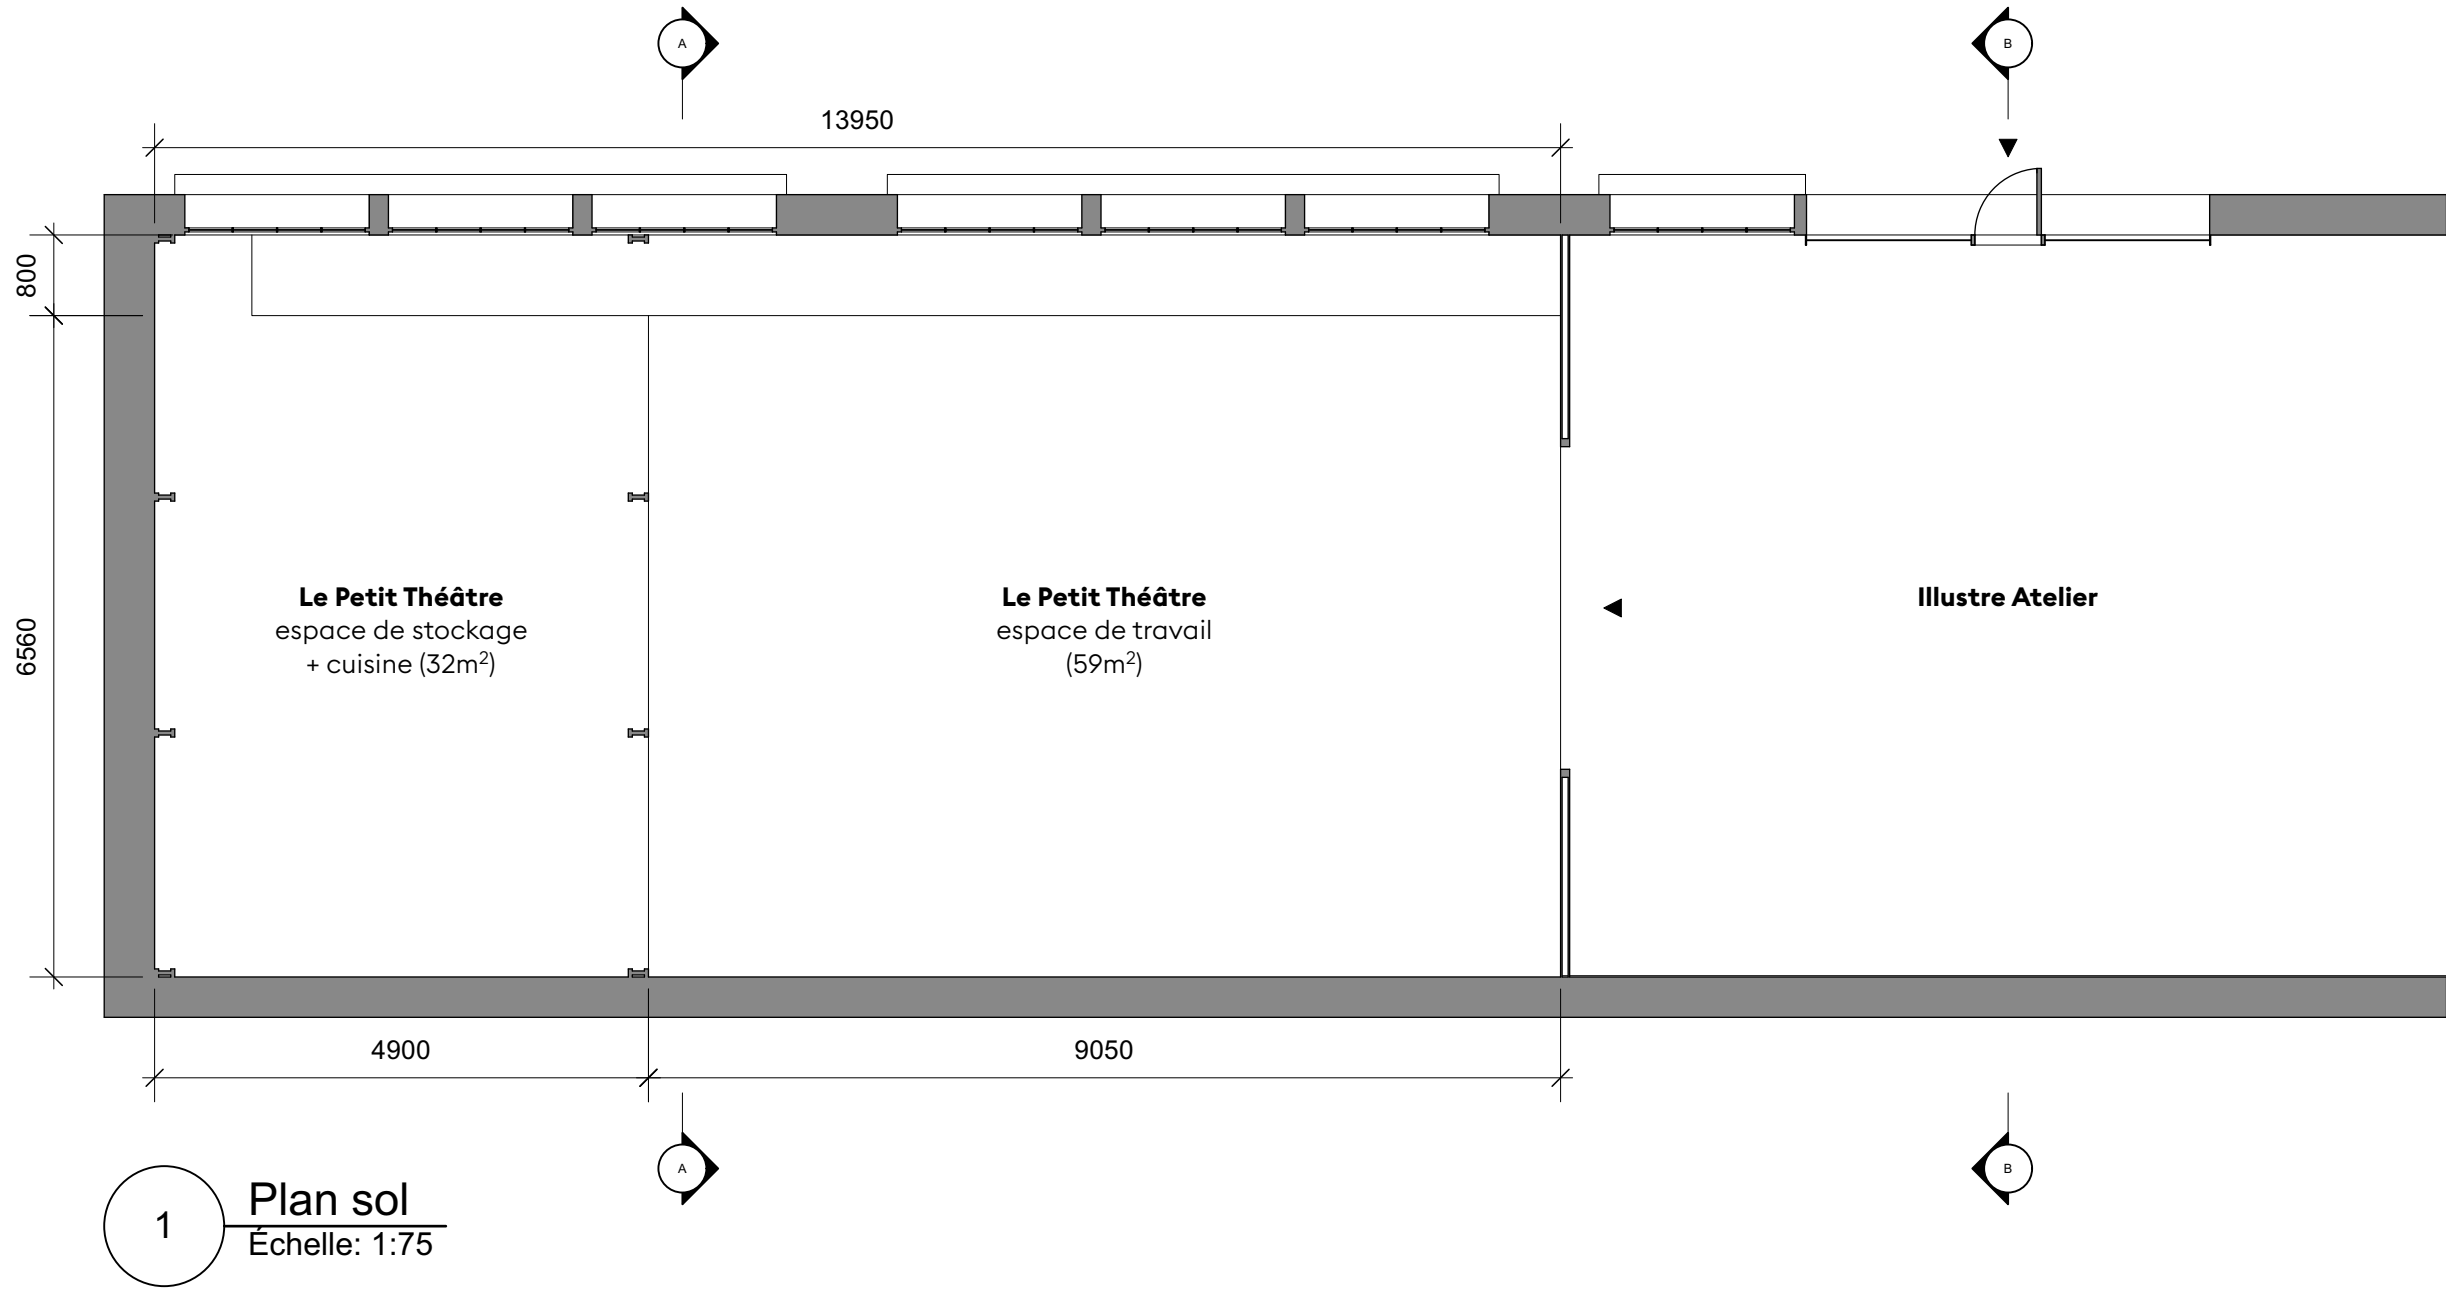 A
B
13950
800
6560
Le Petit Théâtre
espace de stockage
+ cuisine (32m²)
Le Petit Théâtre
espace de travail
(59m²)
Illustre Atelier
4900
9050
A
B
1
Plan sol
Échelle: 1:75